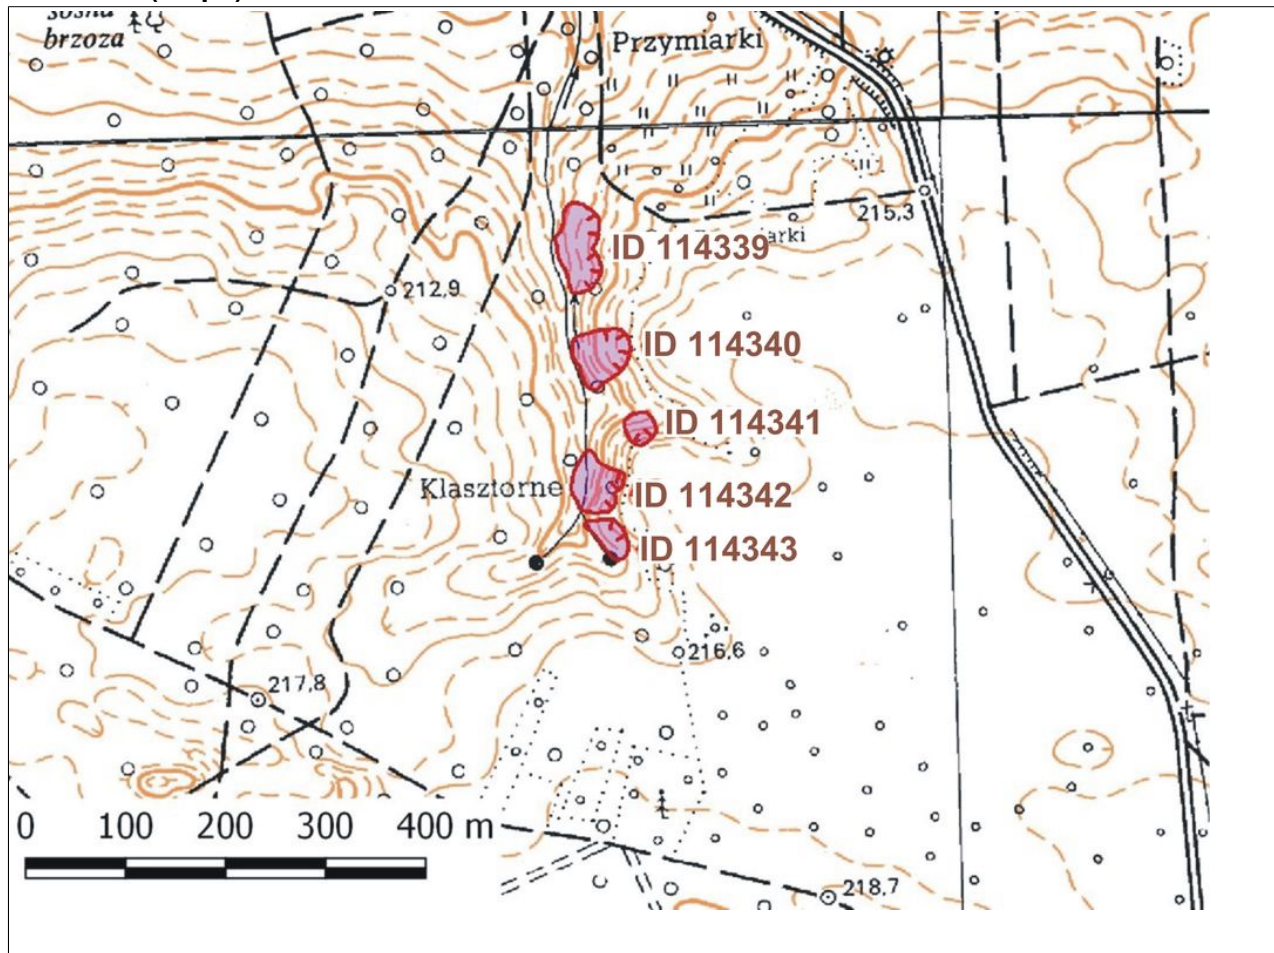 sosna
brzoza
Przymiarki
215,3
arki
ID 114339
212,9
ID 114340
ID 114341
Klasztorne
ID 114342
ID 114343
216,6
217,8
0 100 200 300 400 m
218,7